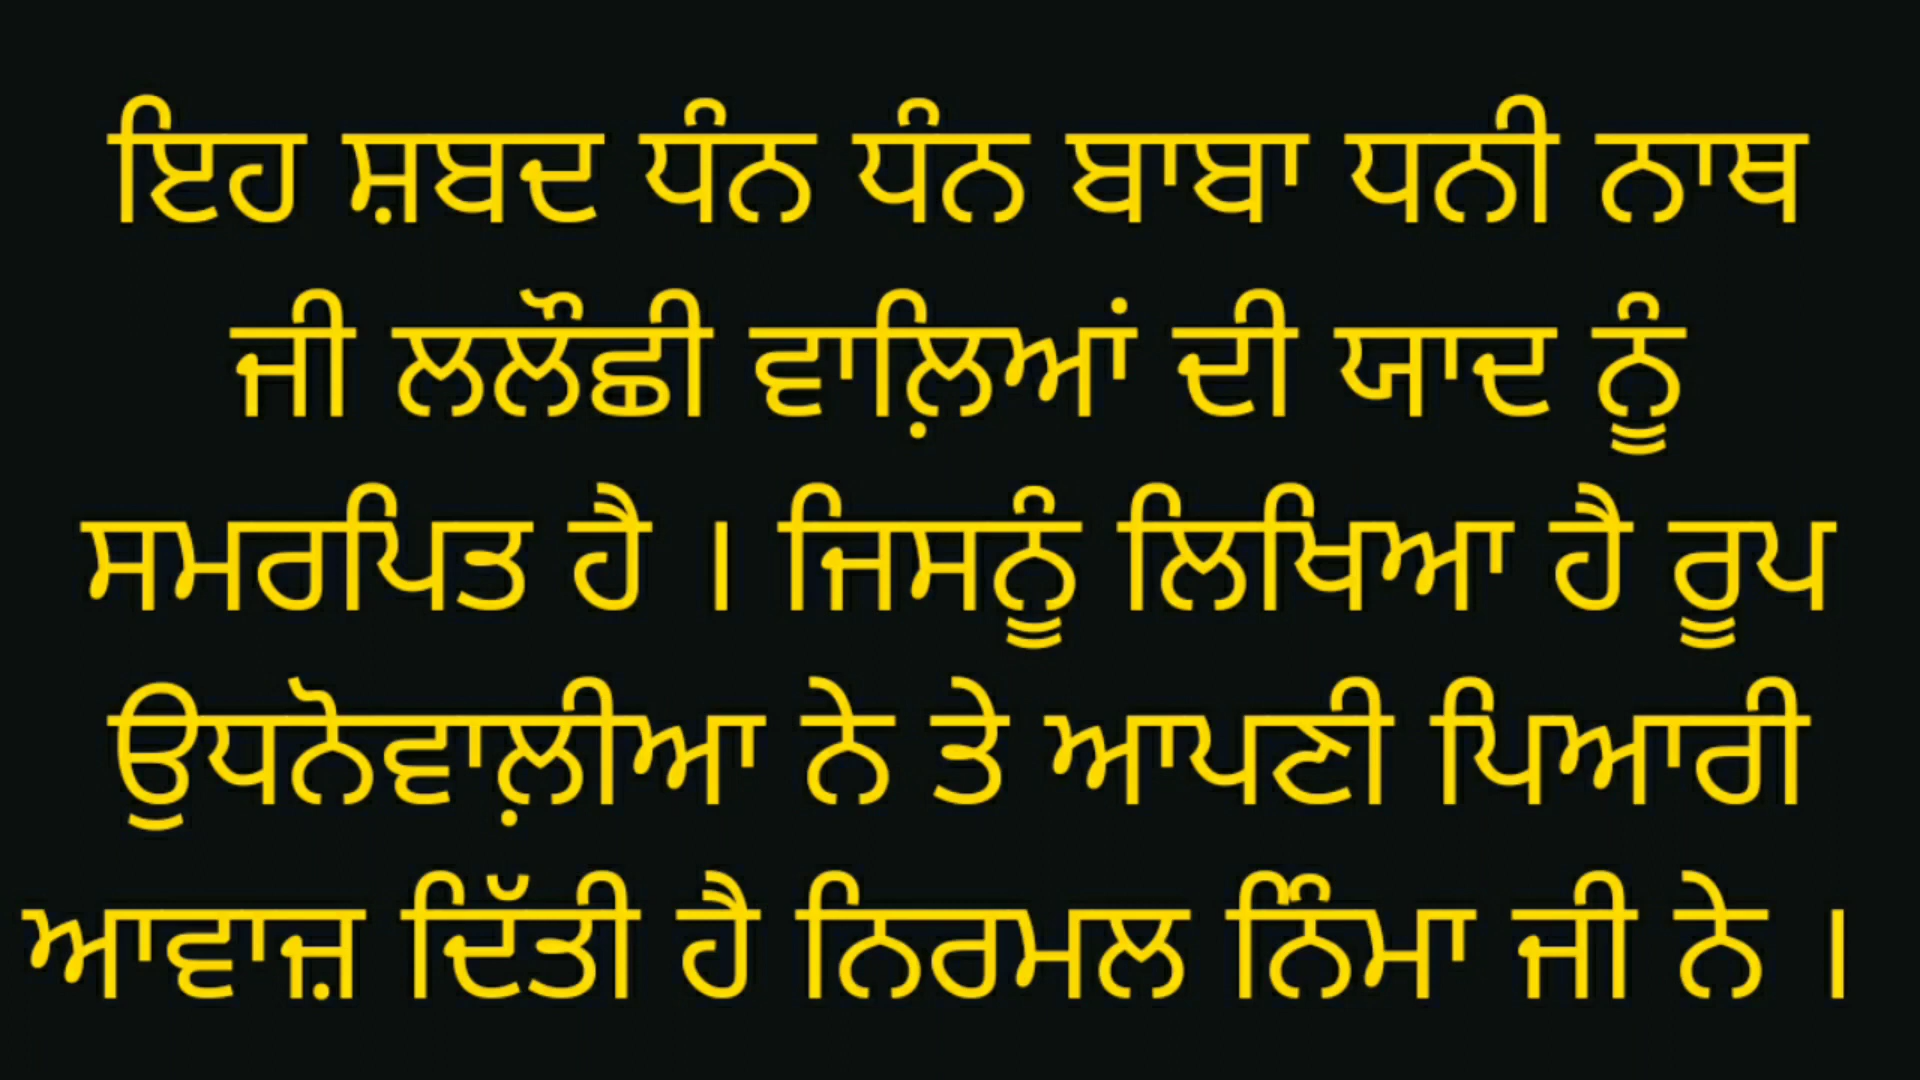 ਇਹ ਸ਼ਬਦ ਧੰਨ ਧੰਨ ਬਾਬਾ ਧਨੀ ਨਾਥ
ਜੀ ਲਲੌਛੀ ਵਾਲ਼ਿਆਂ ਦੀ ਯਾਦ ਨੂੰ
ਸਮਰਪਿਤ ਹੈ । ਜਿਸਨੂੰ ਲਿਖਿਆ ਹੈ ਰੂਪ
ਉਧਨੋਵਾਲ਼ੀਆ ਨੇ ਤੇ ਆਪਣੀ ਪਿਆਰੀ
ਆਵਾਜ਼ ਦਿੱਤੀ ਹੈ ਨਿਰਮਲ ਨਿੰਮਾ ਜੀ ਨੇ ।